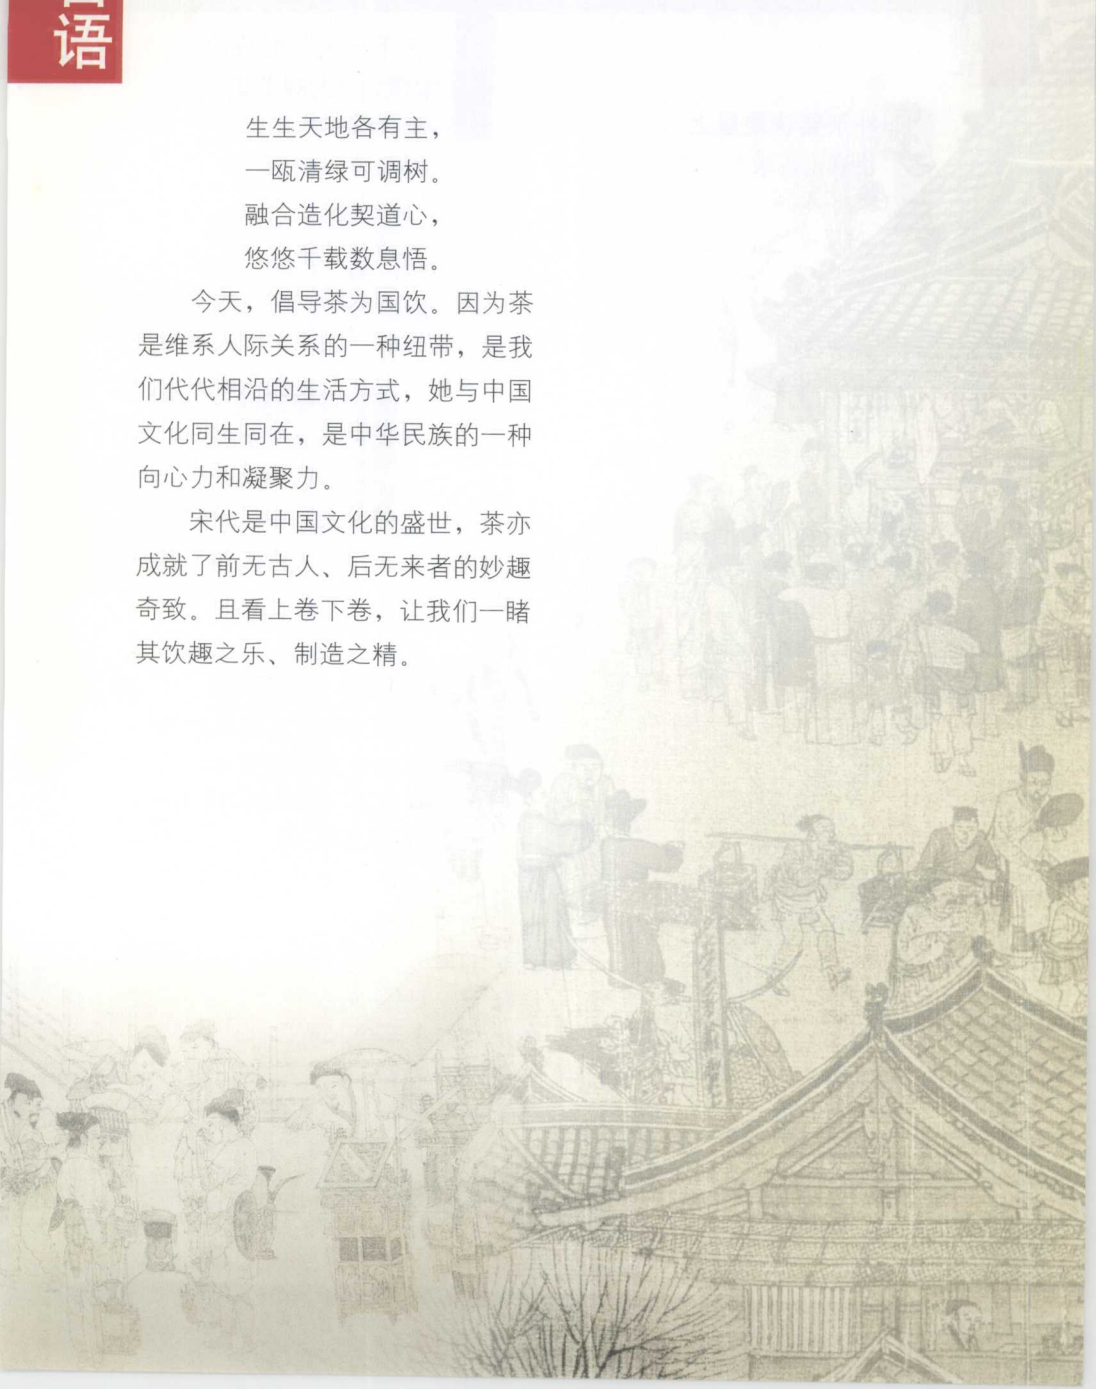 语
生生天地各有主，
一瓯清绿可调树。
融合造化契道心，
悠悠千载数息悟。
今天，倡导茶为国饮。因为茶
是维系人际关系的一种纽带，是我
们代代相沿的生活方式，她与中国
文化同生同在，是中华民族的一种
向心力和凝聚力。
宋代是中国文化的盛世，茶亦
成就了前无古人、后无来者的妙趣
奇致。且看上卷下卷，让我们一睹
其饮趣之乐、制造之精。